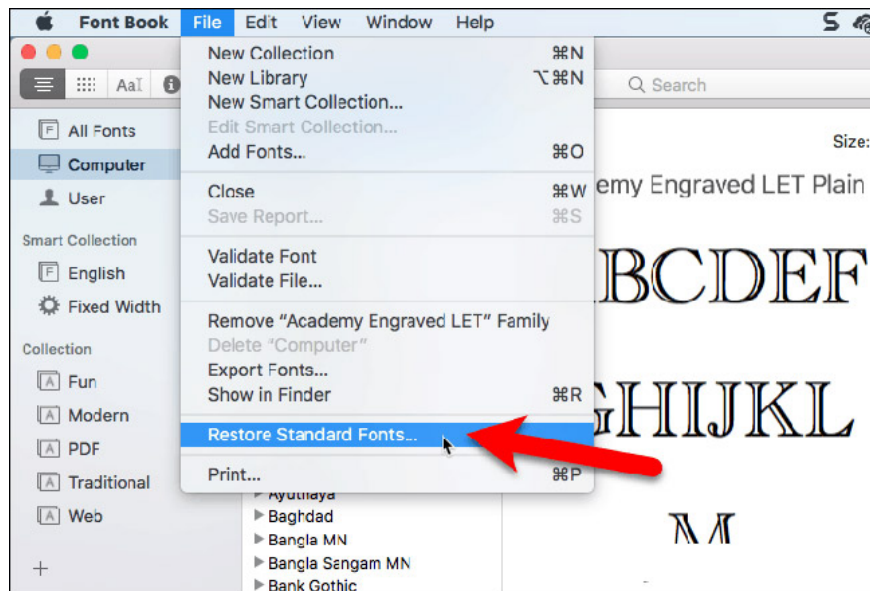 Font Book File Edit View Window Help
New Collection ⌘N
New Library ⌥⌘N
New Smart Collection...
Edit Smart Collection...
Add Fonts... ⌘O
Close ⌘W
Save Report... ⌘S
Validate Font
Validate File...
Remove “Academy Engraved LET” Family
Delete “Computer”
Export Fonts...
Show in Finder ⌘R
Restore Standard Fonts...
Print... ⌘P
AaI
Search
All Fonts
Computer
User
Smart Collection
English
Fixed Width
Collection
Fun
Modern
PDF
Traditional
Web
+
Ayuthaya
Baghdad
Bangla MN
Bangla Sangam MN
Bank Gothic
Size:
emy Engraved LET Plain
BCDEF
GHIJKL
M